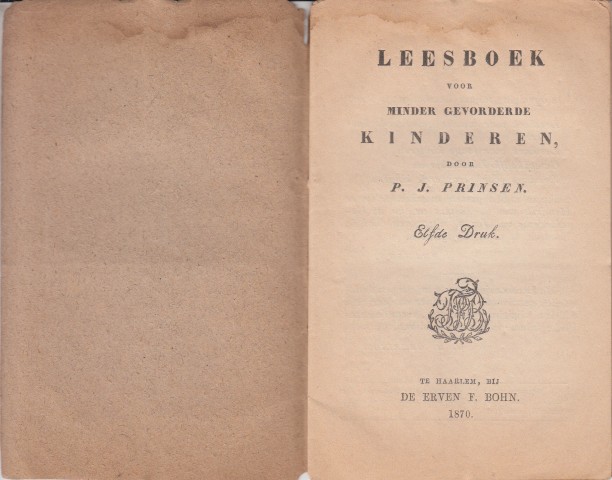 LEESBOEK
VOOR
MINDER GEVORDERDE
KINDEREN,
DOOR
P. J. PRINSEN.
Elfde Druk.
TE HAARLEM, BIJ
DE ERVEN F. BOHN.
1870.